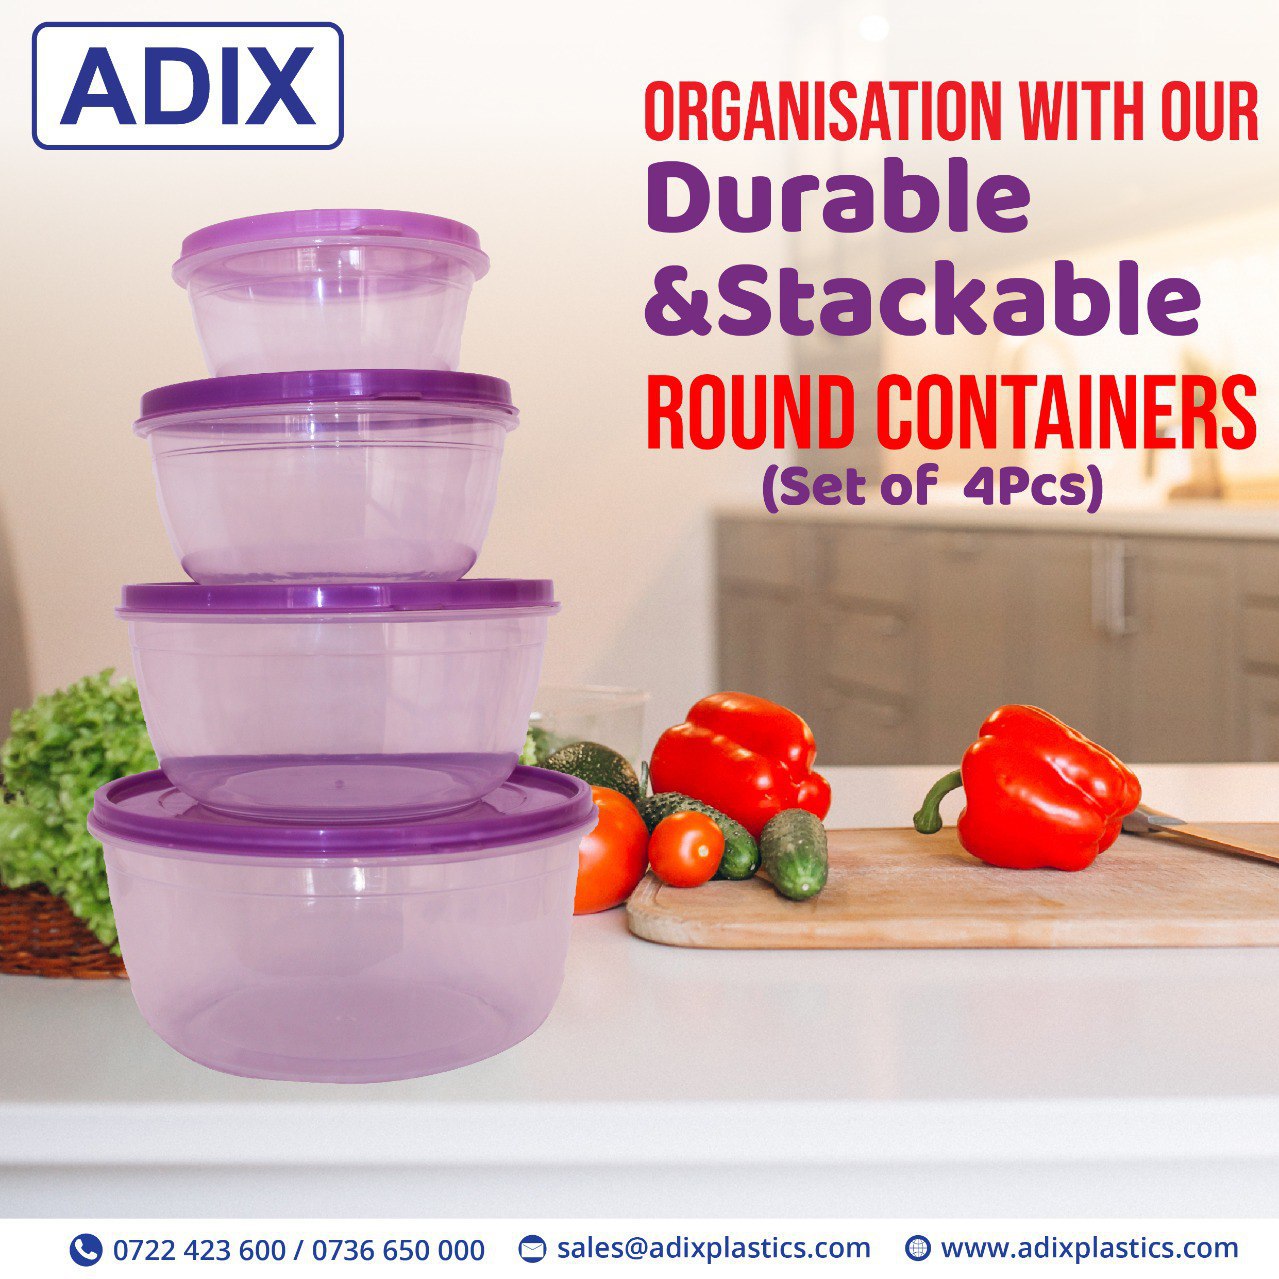 ADIX
ORGANISATION WITH OUR
Durable
&Stackable
ROUND CONTAINERS
(Set of 4Pcs)
0722 423 600 / 0736 650 000 sales@adixplastics.com www.adixplastics.com